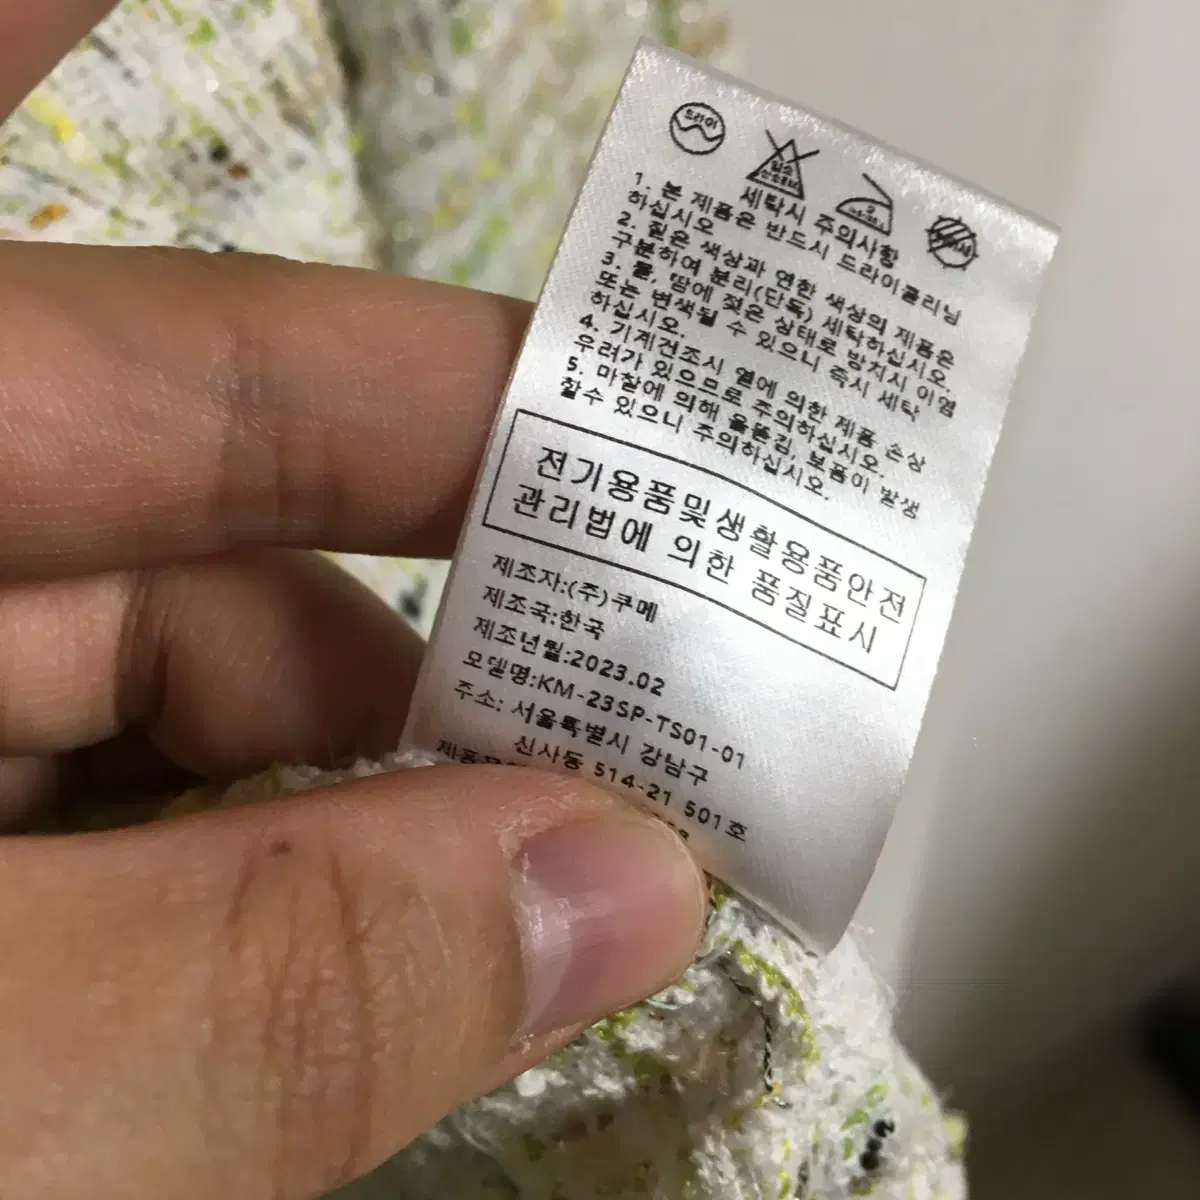 드라이
염소
산소표백
세탁시 주의사항
1. 본 제품은 반드시 드라이클리닝
하십시오
2. 짙은 색상과 연한 색상의 제품은
구분하여 분리(단독) 세탁하십시오.
3. 물, 땀에 젖은 상태로 방치시 이염
또는 변색될 수 있으니 즉시 세탁
하십시오.
4. 기계건조시 열에 의한 제품 손상
우려가 있으므로 주의하십시오.
5. 마찰에 의해 올뜯김, 보풀이 발생
할수 있으니 주의하십시오.
전기용품및생활용품안전
관리법에 의한 품질표시
제조자:(주)쿠메
제조국:한국
제조년월:2023.02
모델명:KM-23SP-TS01-01
주소: 서울특별시 강남구
신사동 514-21 501호